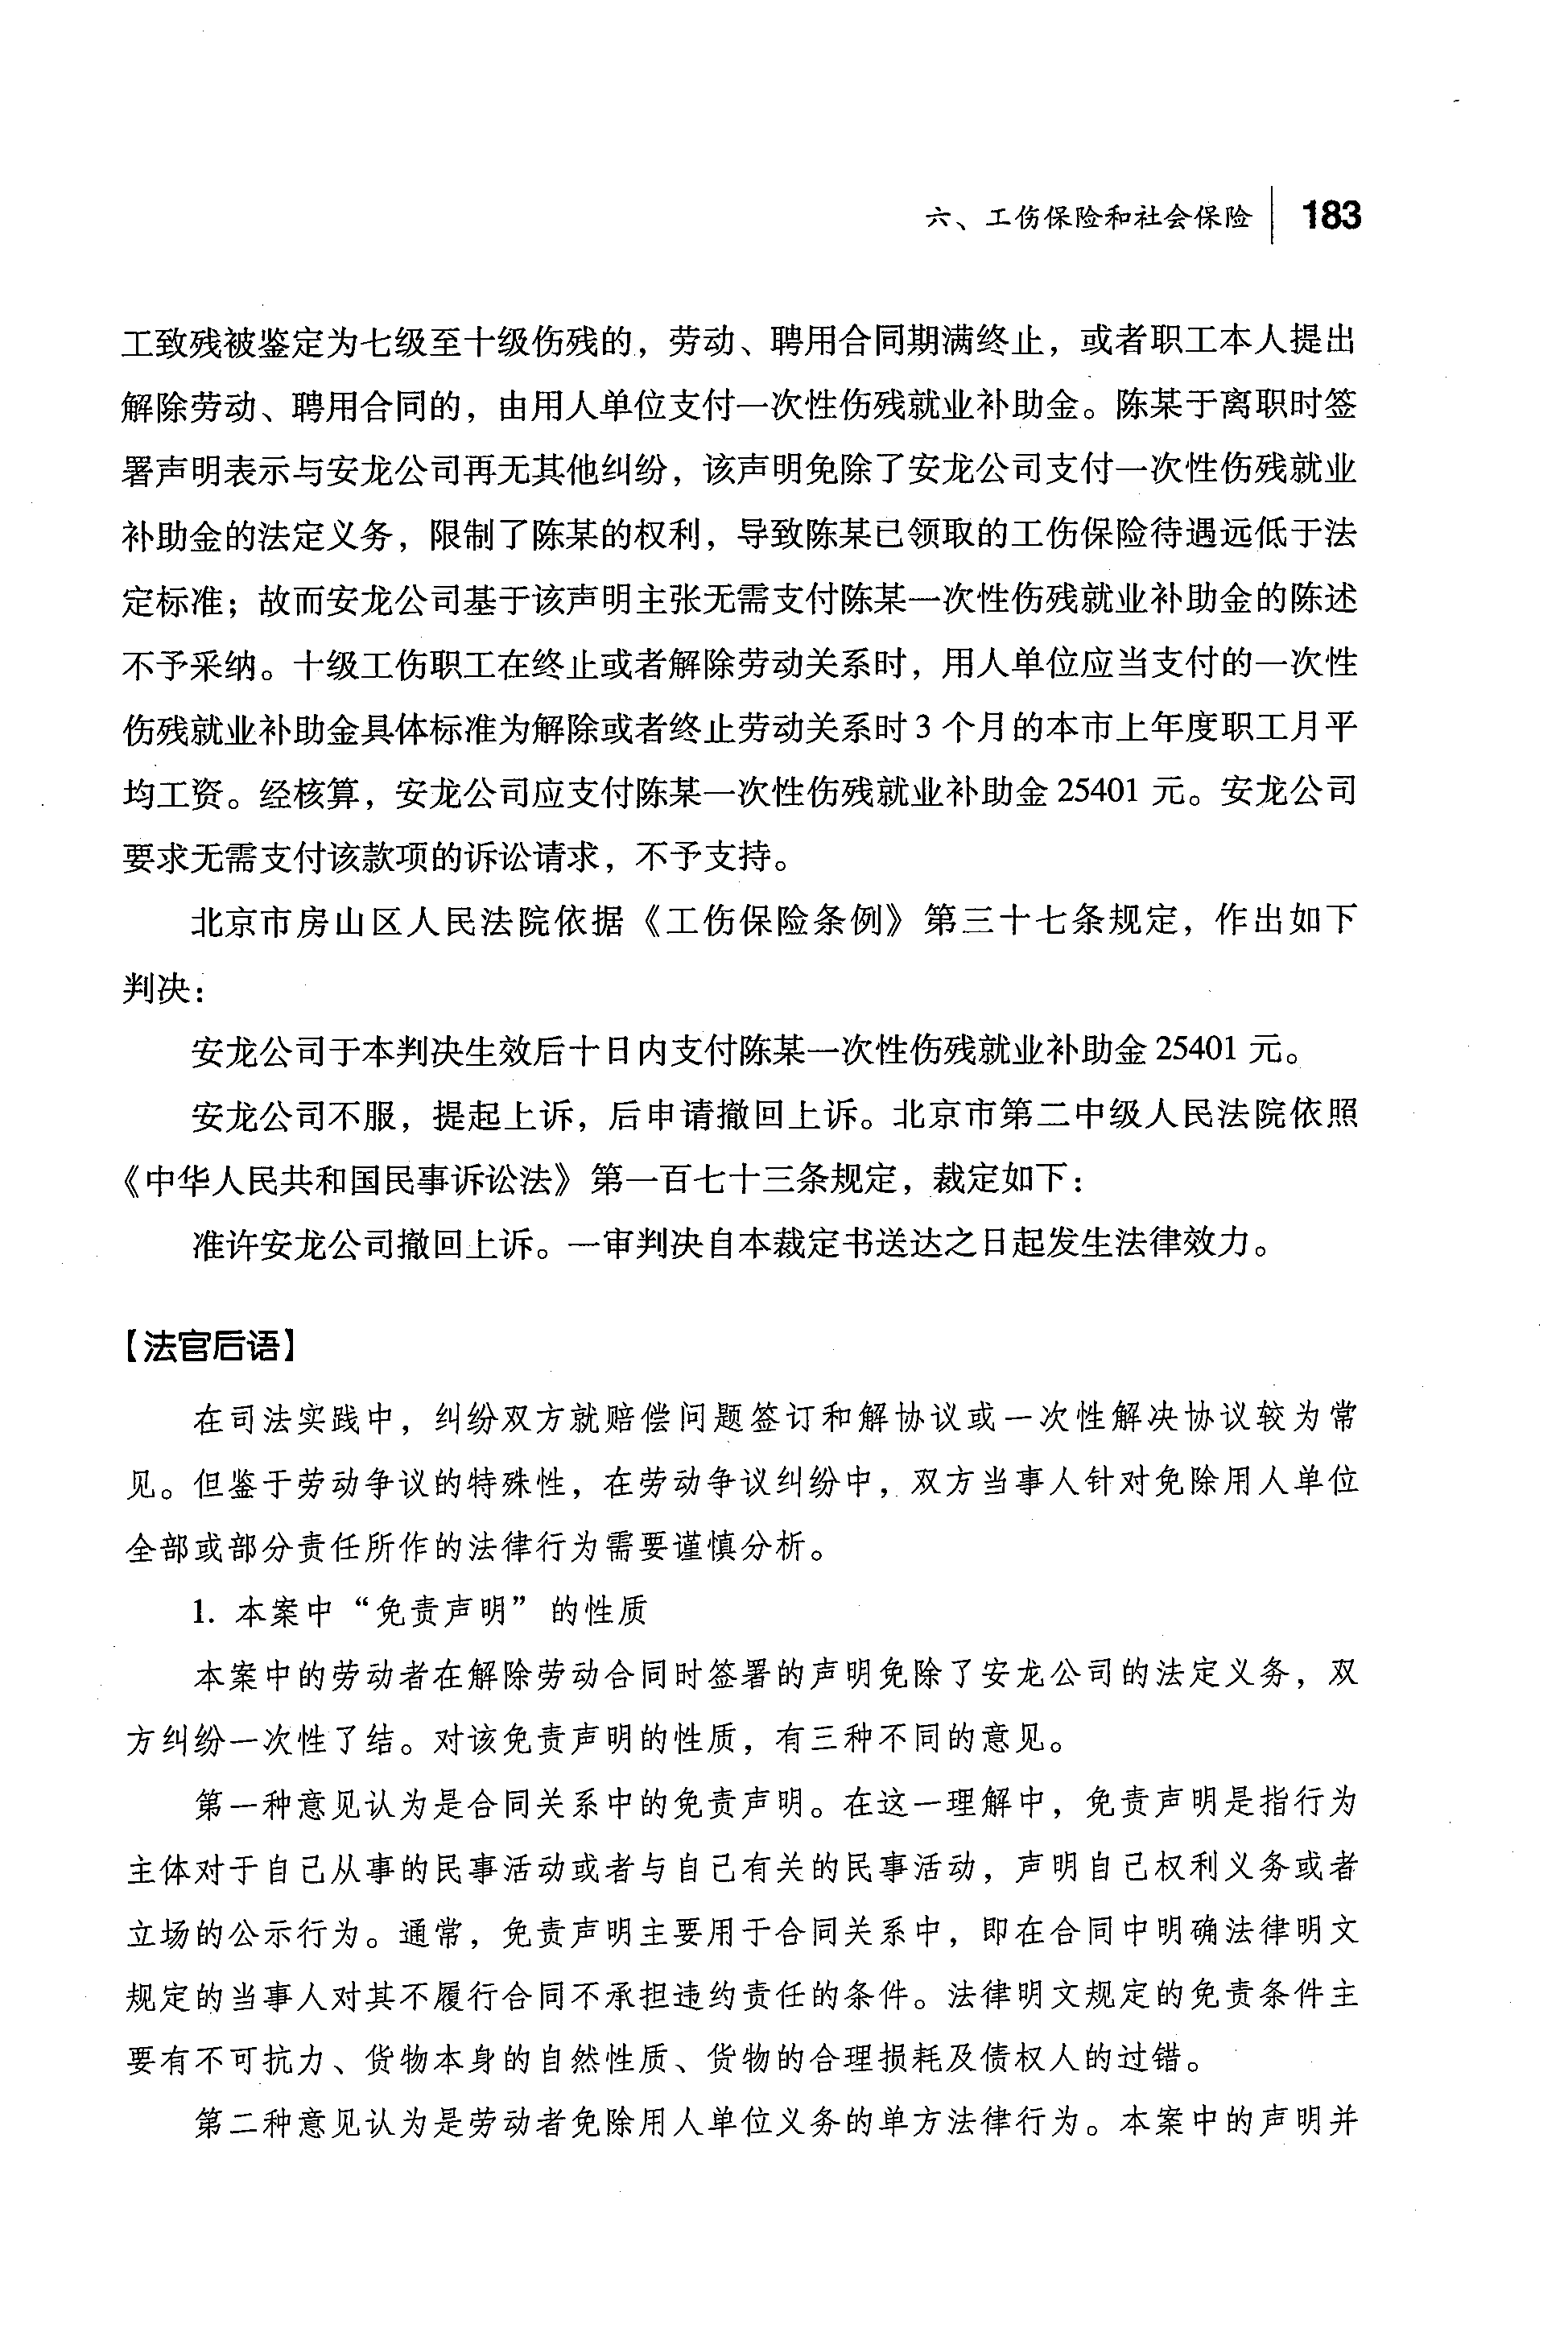 六、工伤保险和社会保险 183
工致残被鉴定为七级至十级伤残的，劳动、聘用合同期满终止，或者职工本人提出
解除劳动、聘用合同的，由用人单位支付一次性伤残就业补助金。陈某于离职时签
署声明表示与安龙公司再无其他纠纷，该声明免除了安龙公司支付一次性伤残就业
补助金的法定义务，限制了陈某的权利，导致陈某已领取的工伤保险待遇远低于法
定标准；故而安龙公司基于该声明主张无需支付陈某一次性伤残就业补助金的陈述
不予采纳。十级工伤职工在终止或者解除劳动关系时，用人单位应当支付的一次性
伤残就业补助金具体标准为解除或者终止劳动关系时 3 个月的本市上年度职工月平
均工资。经核算，安龙公司应支付陈某一次性伤残就业补助金 25401 元。安龙公司
要求无需支付该款项的诉讼请求，不予支持。
北京市房山区人民法院依据《工伤保险条例》第三十七条规定，作出如下
判决：
安龙公司于本判决生效后十日内支付陈某一次性伤残就业补助金 25401 元。
安龙公司不服，提起上诉，后申请撤回上诉。北京市第二中级人民法院依照
《中华人民共和国民事诉讼法》第一百七十三条规定，裁定如下：
准许安龙公司撤回上诉。一审判决自本裁定书送达之日起发生法律效力。
【法官后语】
在司法实践中，纠纷双方就赔偿问题签订和解协议或一次性解决协议较为常
见。但鉴于劳动争议的特殊性，在劳动争议纠纷中，双方当事人针对免除用人单位
全部或部分责任所作的法律行为需要谨慎分析。
1. 本案中“免责声明”的性质
本案中的劳动者在解除劳动合同时签署的声明免除了安龙公司的法定义务，双
方纠纷一次性了结。对该免责声明的性质，有三种不同的意见。
第一种意见认为是合同关系中的免责声明。在这一理解中，免责声明是指行为
主体对于自己从事的民事活动或者与自己有关的民事活动，声明自己权利义务或者
立场的公示行为。通常，免责声明主要用于合同关系中，即在合同中明确法律明文
规定的当事人对其不履行合同不承担违约责任的条件。法律明文规定的免责条件主
要有不可抗力、货物本身的自然性质、货物的合理损耗及债权人的过错。
第二种意见认为是劳动者免除用人单位义务的单方法律行为。本案中的声明并